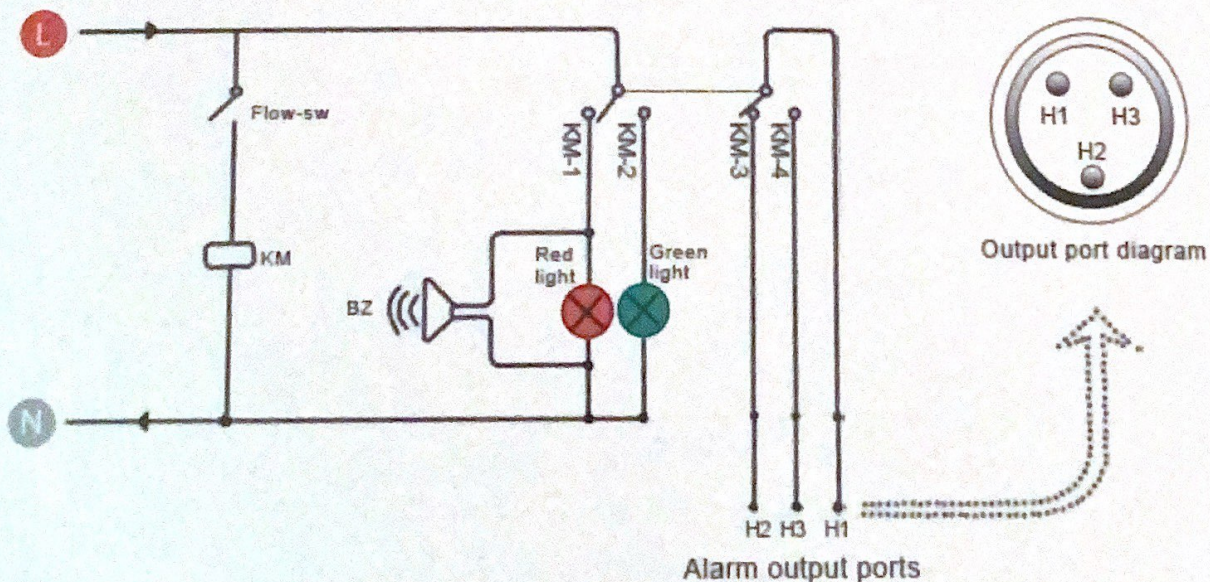 L
Flow-sw
KM-1
KM-2
KM-3
KM-4
H1
H3
H2
Output port diagram
KM
BZ
Red
light
Green
light
N
H2 H3 H1
Alarm output ports